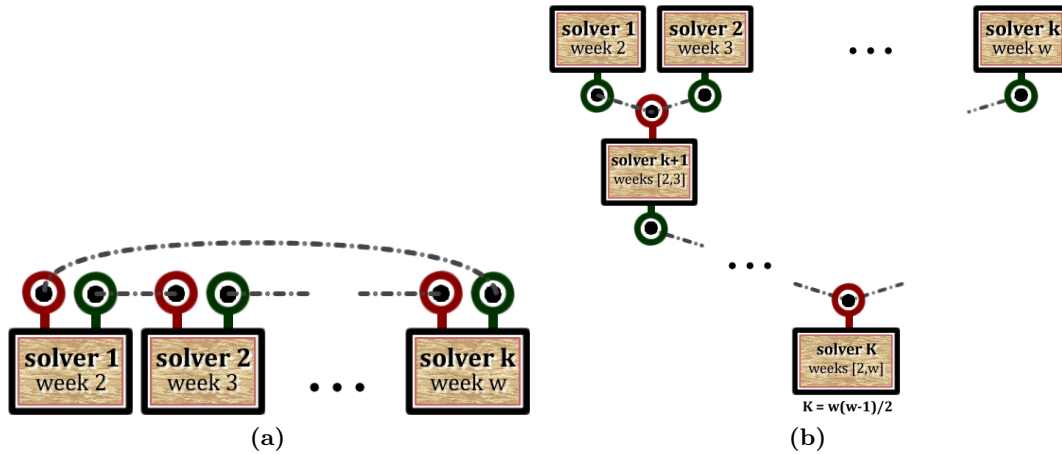 solver 1
week 2
solver 2
week 3
solver k
week w
(a)
solver 1
week 2
solver 2
week 3
solver k
week w
solver k+1
weeks [2,3]
solver K
weeks [2,w]
K = w(w-1)/2
(b)